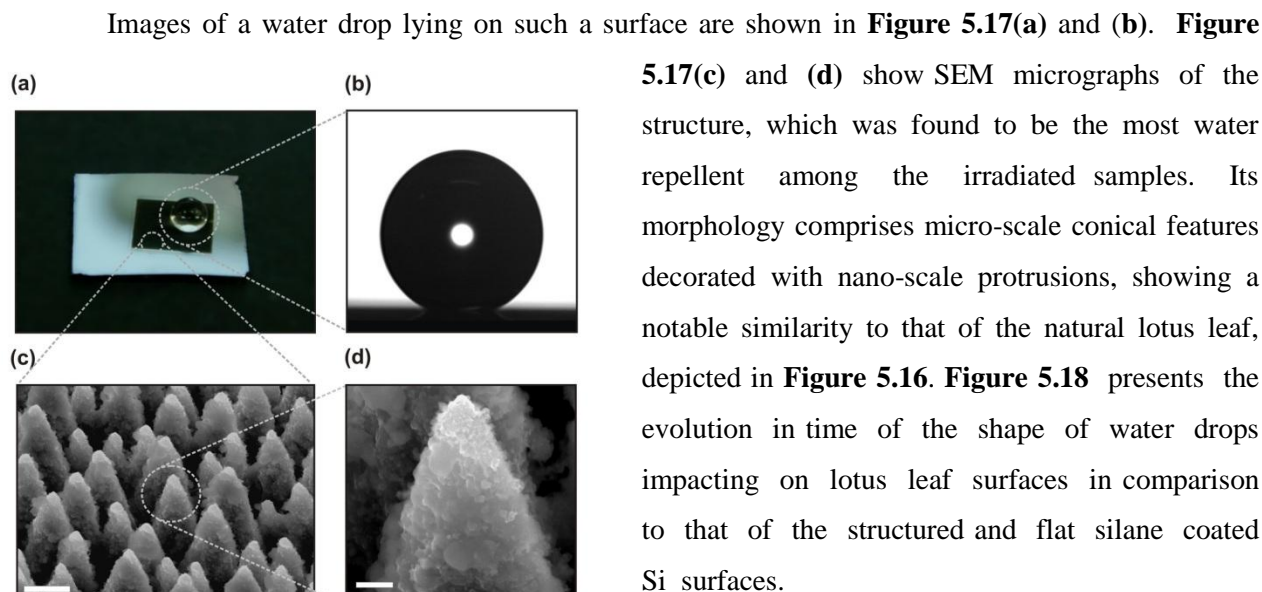 Images of a water drop lying on such a surface are shown in Figure 5.17(a) and (b). Figure
5.17(c) and (d) show SEM micrographs of the
structure, which was found to be the most water
repellent among the irradiated samples. Its
morphology comprises micro-scale conical features
decorated with nano-scale protrusions, showing a
notable similarity to that of the natural lotus leaf,
depicted in Figure 5.16. Figure 5.18 presents the
evolution in time of the shape of water drops
impacting on lotus leaf surfaces in comparison
to that of the structured and flat silane coated
Si surfaces.
(a)
(b)
(c)
(d)